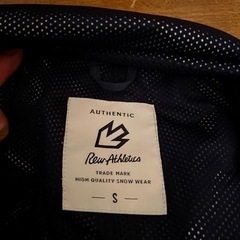 AUTHENTIC
Rew-Athletics
TRADE MARK
HIGH QUALITY SNOW WEAR
S